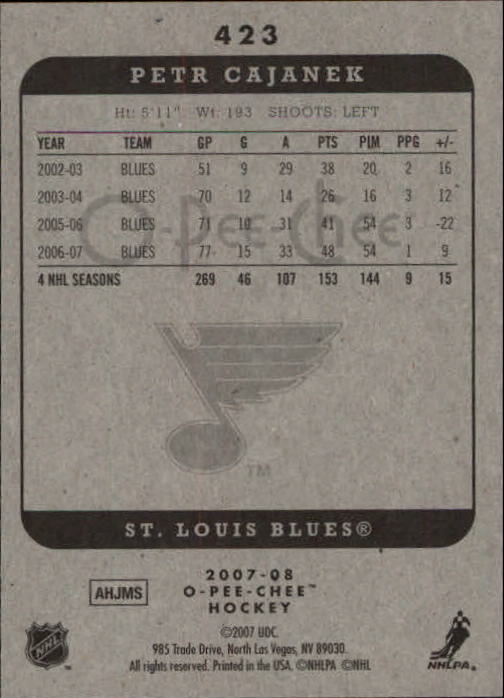 423
PETR CAJANEK
Ht: 5'11" Wt: 193 SHOOTS: LEFT
YEAR TEAM GP G A PTS PIM PPG +/-
2002-03 BLUES 51 9 29 38 20 2 16
2003-04 BLUES 70 12 14 26 16 3 12
2005-06 BLUES 71 10 31 41 54 3 -22
2006-07 BLUES 77 15 33 48 54 1 9
4 NHL SEASONS 269 46 107 153 144 9 15
O-Pee-Chee
TM
ST. LOUIS BLUES®
2007-08
AHJMS O-PEE-CHEE™
HOCKEY
©2007 UDC.
985 Trade Drive, North Las Vegas, NV 89030.
All rights reserved. Printed in the USA. ©NHLPA ©NHL
NHL
NHLPA.